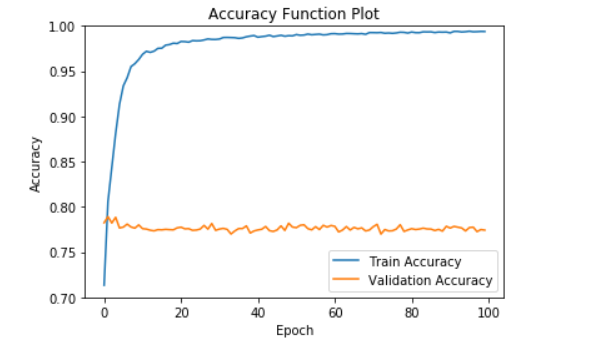 Accuracy Function Plot
1.00
0.95
0.90
0.85
0.80
0.75
0.70
Accuracy
Train Accuracy
Validation Accuracy
0 20 40 60 80 100
Epoch